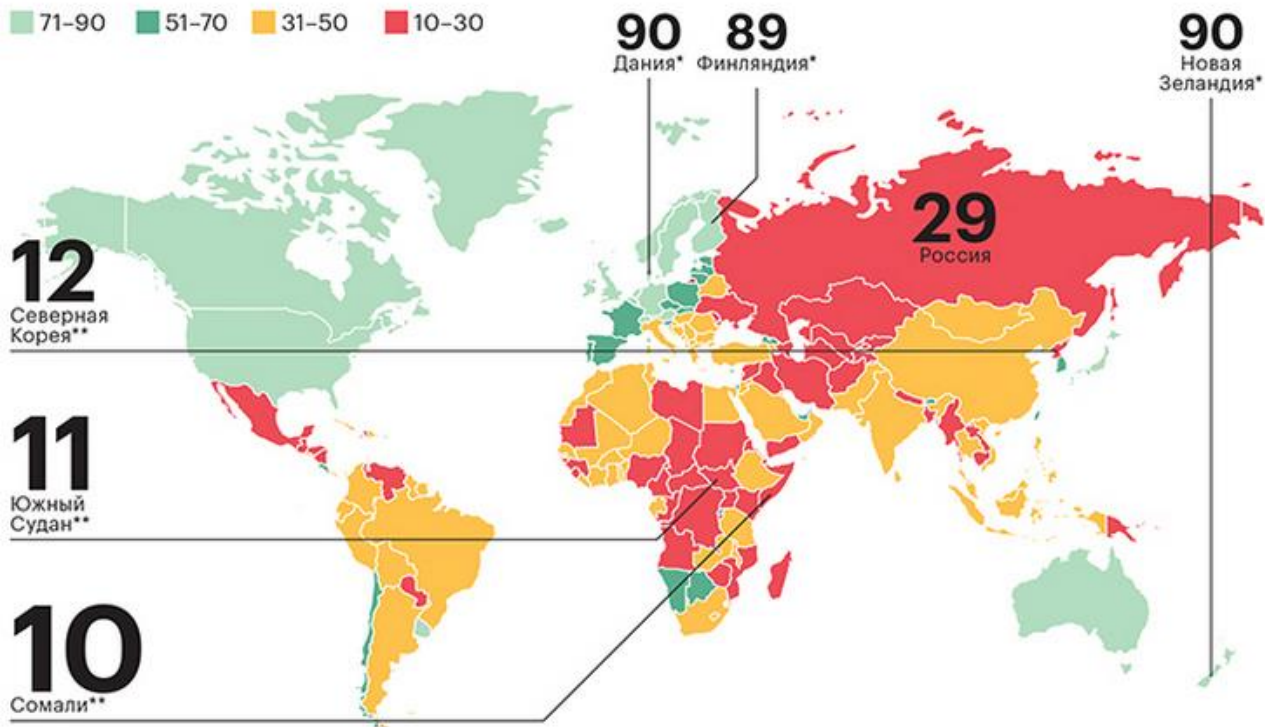 71–90 51–70 31–50 10–30
90
Дания*
89
Финляндия*
90
Новая
Зеландия*
29
Россия
12
Северная
Корея**
11
Южный
Судан**
10
Сомали**